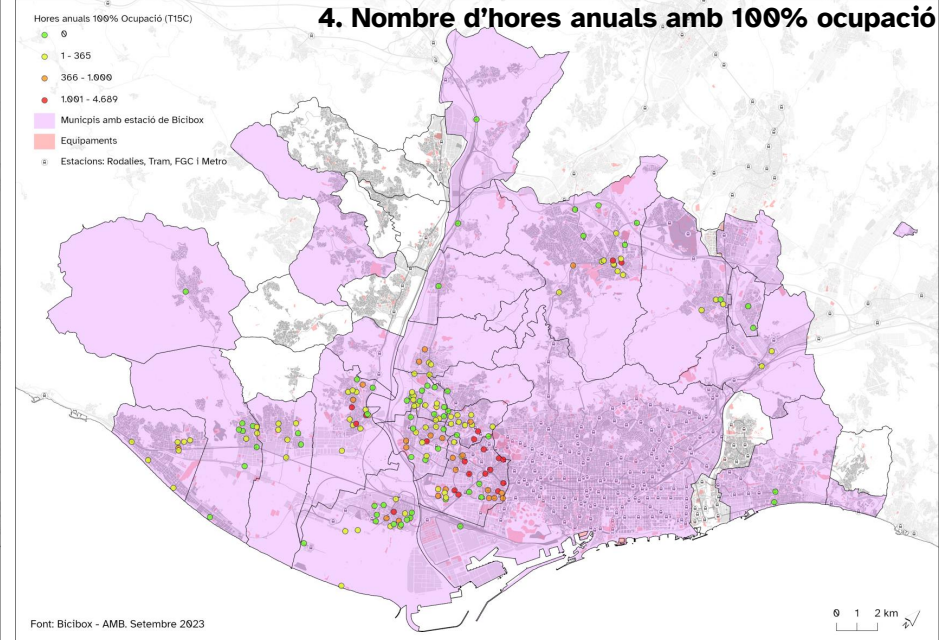 4. Nombre d’hores anuals amb 100% ocupació
Hores anuals 100% Ocupació (T15C)
0
1 - 365
366 - 1.000
1.001 - 4.689
Municpis amb estació de Bicibox
Equipaments
Estacions: Rodalies, Tram, FGC i Metro
Font: Bicibox - AMB. Setembre 2023
0 1 2 km